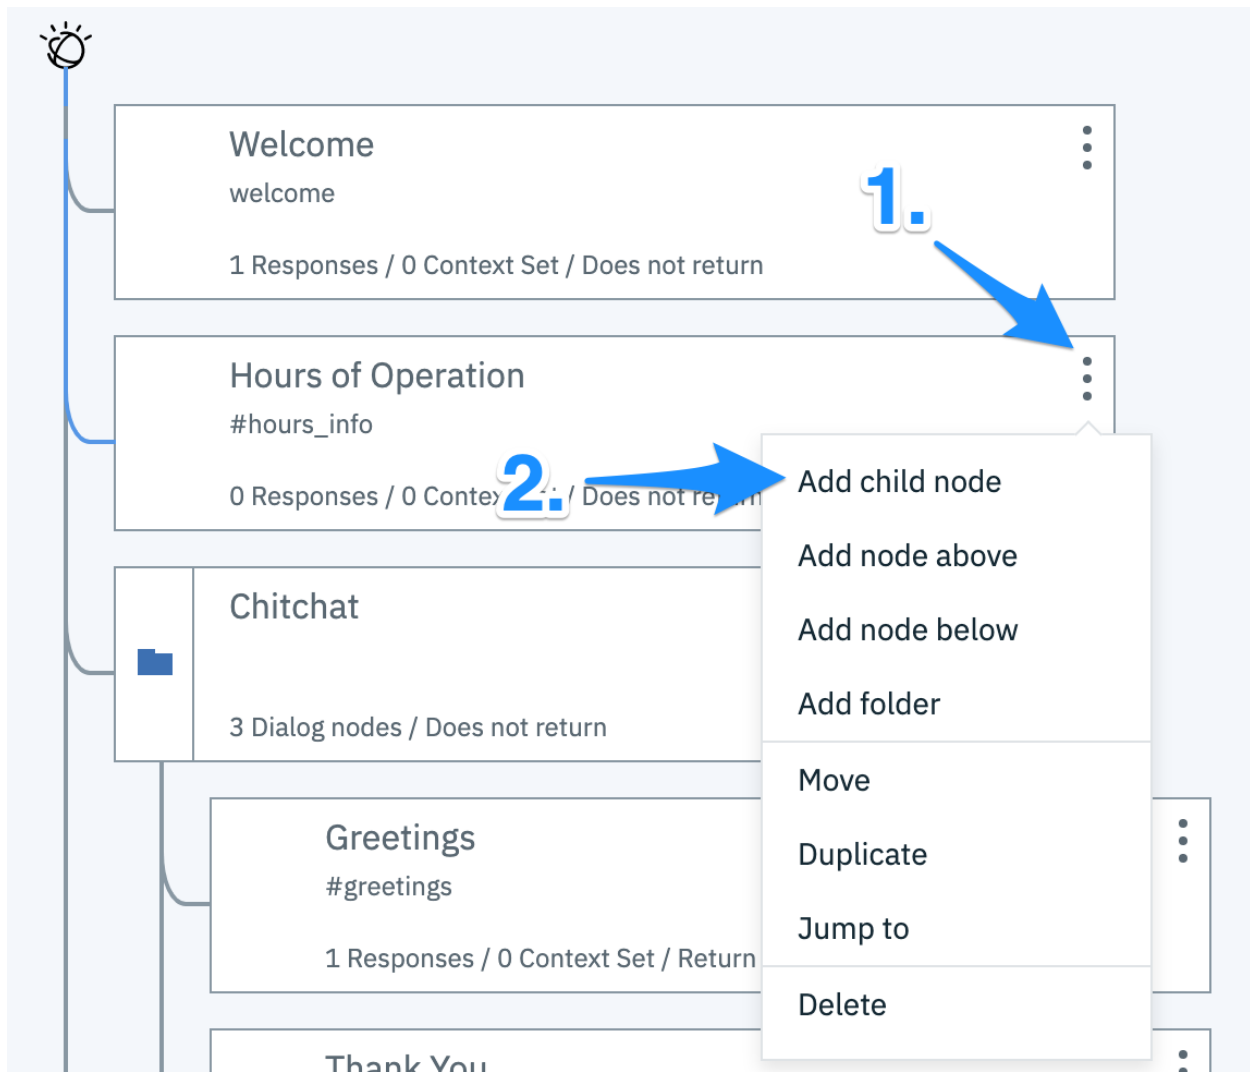 Welcome
welcome
1 Responses / 0 Context Set / Does not return
1.
Hours of Operation
#hours_info
0 Responses / 0 / Does not
2.
Add child node
Add node above
Add node below
Add folder
Move
Duplicate
Jump to
Delete
Chitchat
3 Dialog nodes / Does not return
Greetings
#greetings
1 Responses / 0 Context Set / Return
Thank You